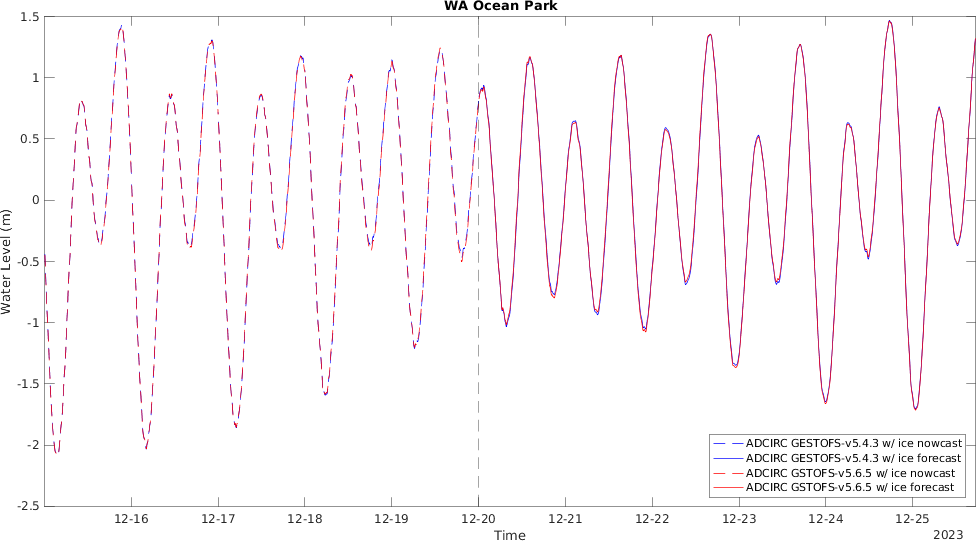 WA Ocean Park
1.5
1
0.5
0
-0.5
-1
-1.5
-2
-2.5
Water Level (m)
12-16 12-17 12-18 12-19 12-20 12-21 12-22 12-23 12-24 12-25
Time
2023
ADCIRC GESTOFS-v5.4.3 w/ ice nowcast
ADCIRC GESTOFS-v5.4.3 w/ ice forecast
ADCIRC GSTOFS-v5.6.5 w/ ice nowcast
ADCIRC GSTOFS-v5.6.5 w/ ice forecast